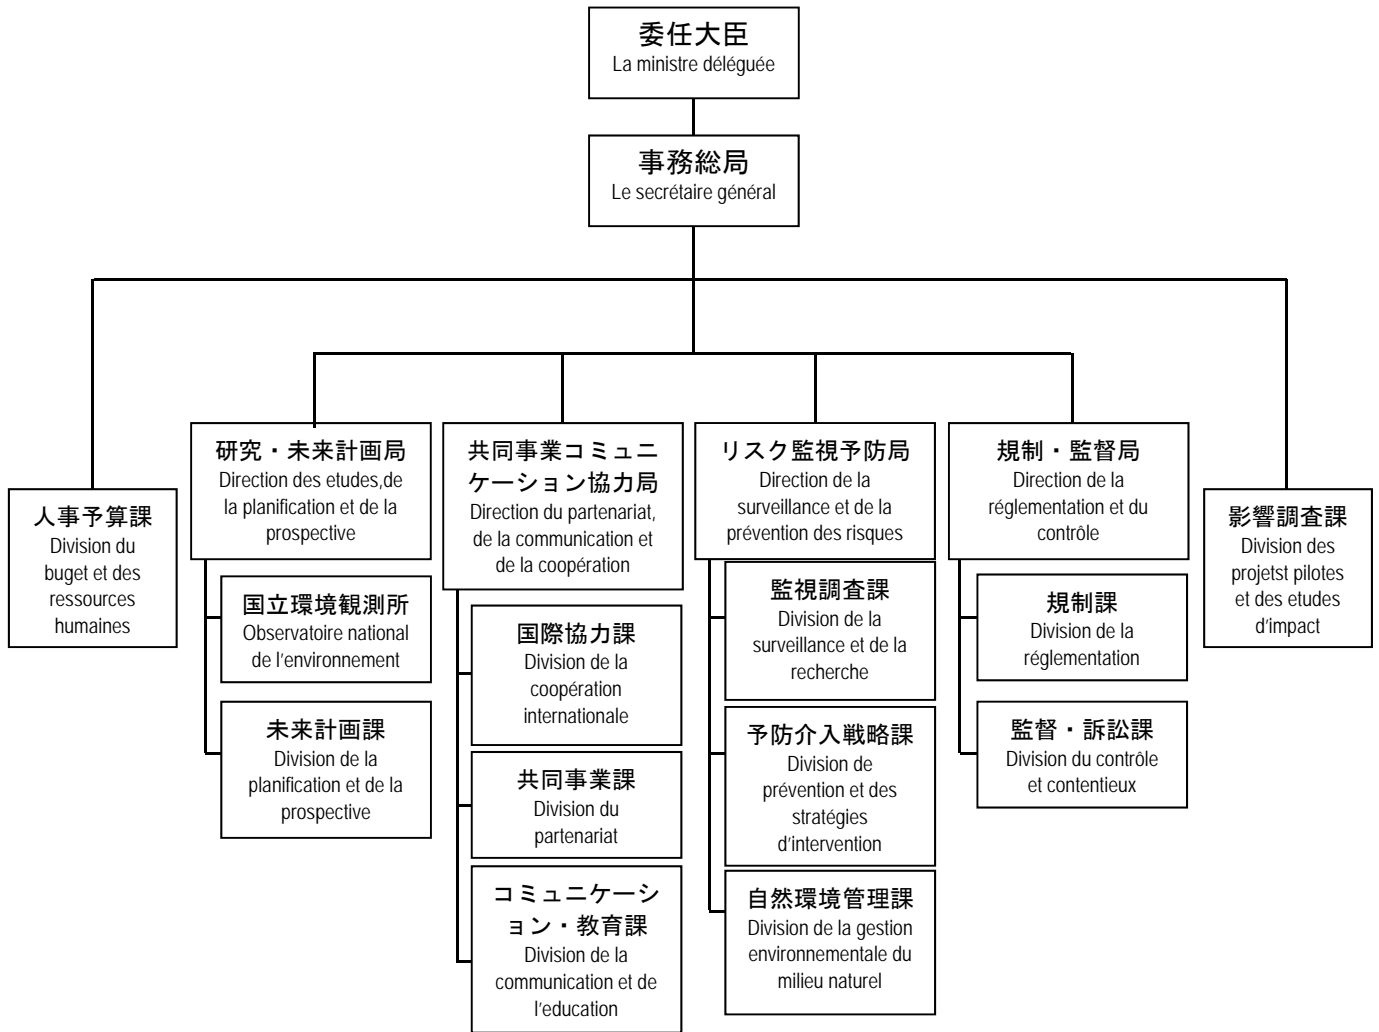 委任大臣
La ministre déléguée
事務総局
Le secrétaire général
人事予算課
Division du
buget et des
ressources
humaines
研究・未来計画局
Direction des etudes,de
la planification et de la
prospective
国立環境観測所
Observatoire national
de l'environnement
未来計画課
Division de la
planification et de la
prospective
共同事業コミュニ
ケーション協力局
Direction du partenariat,
de la communication et
de la coopération
国際協力課
Division de la
coopération
internationale
共同事業課
Division du
partenariat
コミュニケーシ
ョン・教育課
Division de la
communication et de
l'education
リスク監視予防局
Direction de la
surveillance et de la
prévention des risques
監視調査課
Division de la
surveillance et de la
recherche
予防介入戦略課
Division de
prévention et des
stratégies
d'intervention
自然環境管理課
Division de la gestion
environnementale du
milieu naturel
規制・監督局
Direction de la
réglementation et du
contrôle
規制課
Division de la
réglementation
監督・訴訟課
Division du contrôle
et contentieux
影響調査課
Division des
projetst pilotes
et des etudes
d'impact